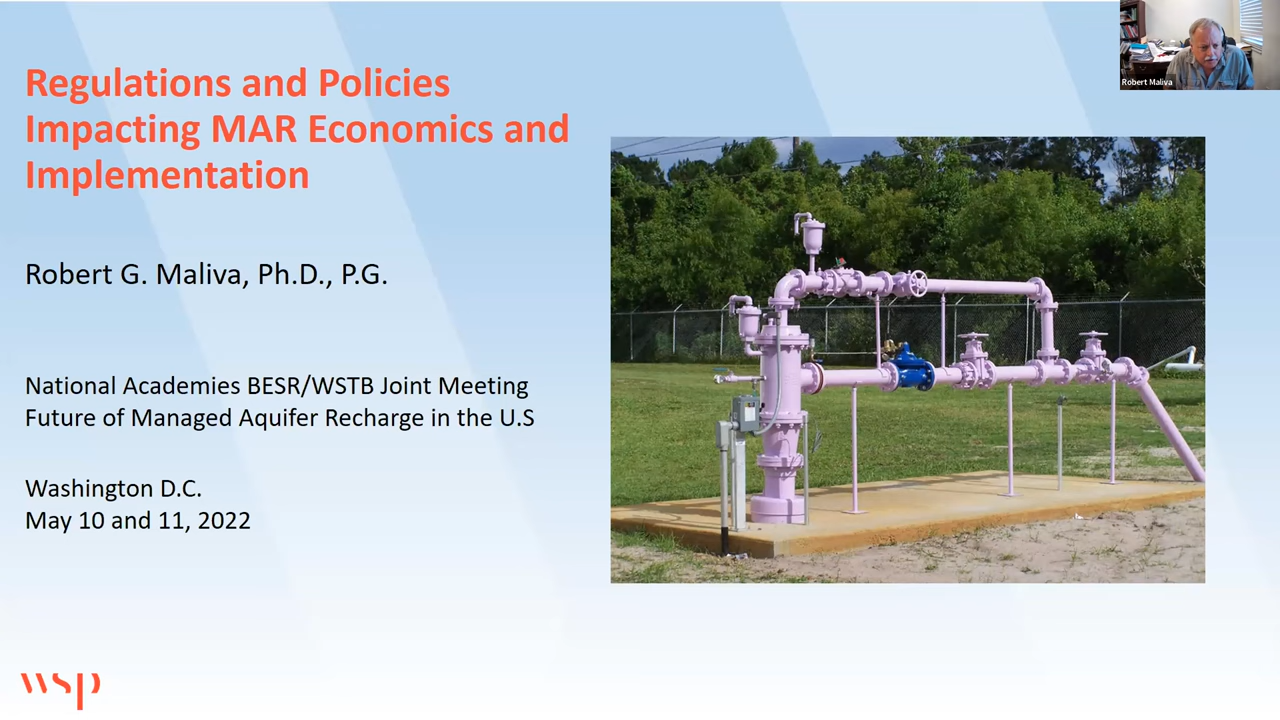 Regulations and Policies
Impacting MAR Economics and
Implementation
Robert G. Maliva, Ph.D., P.G.
National Academies BESR/WSTB Joint Meeting
Future of Managed Aquifer Recharge in the U.S
Washington D.C.
May 10 and 11, 2022
wsp
Robert Maliva